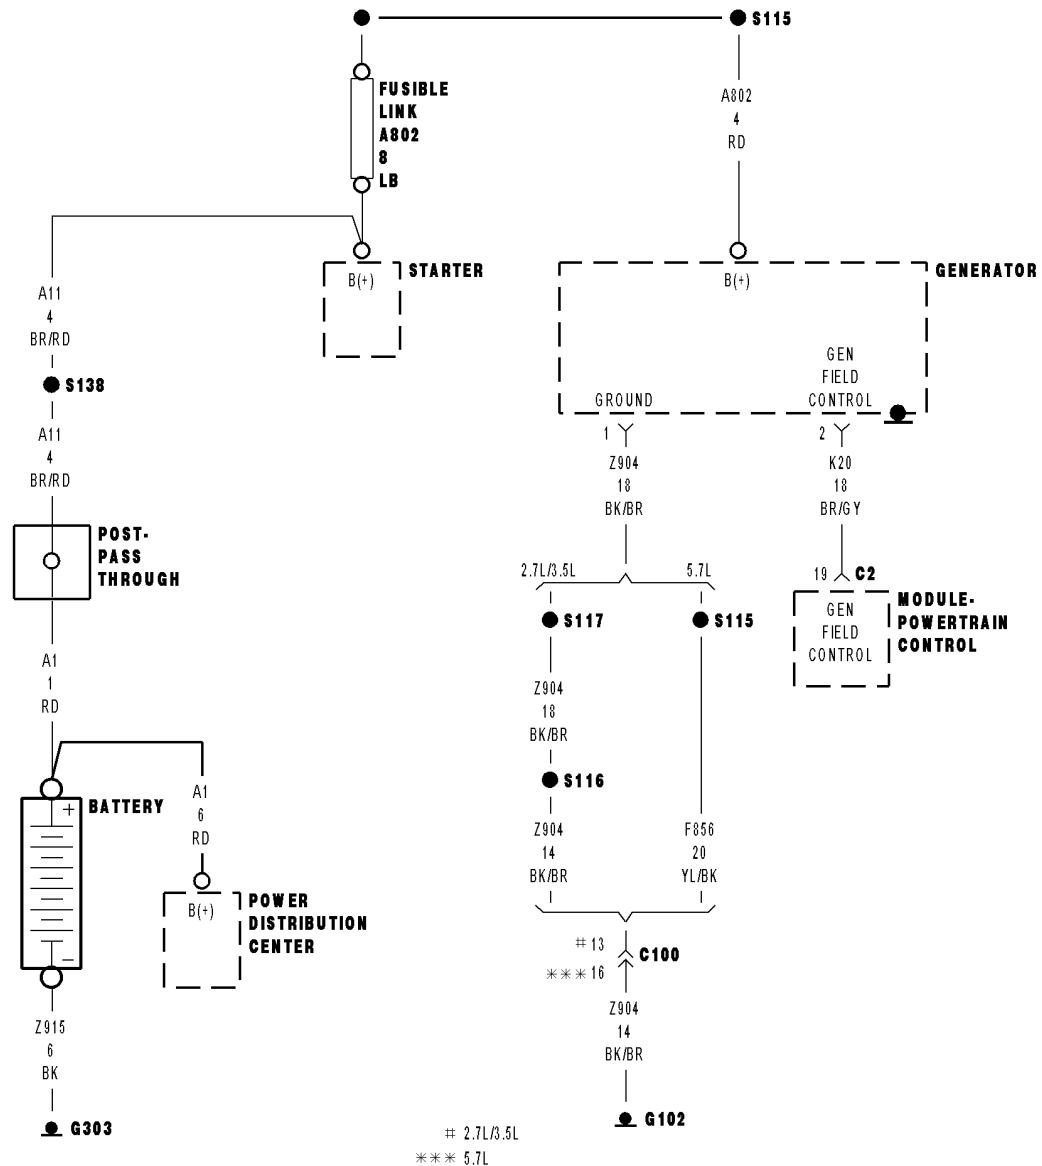 S115
FUSIBLE
LINK
A802
8
LB
A802
4
RD
STARTER
B(+)
GENERATOR
B(+)
A11
4
BR/RD
S138
A11
4
BR/RD
GEN
FIELD
CONTROL
GROUND
1
2
Z904
18
BK/BR
K20
18
BR/GY
POST-
PASS
THROUGH
2.7L/3.5L
5.7L
19
C2
MODULE-
POWERTRAIN
CONTROL
GEN
FIELD
CONTROL
S117
S115
A1
1
RD
Z904
18
BK/BR
S116
BATTERY
+
−
A1
6
RD
Z904
14
BK/BR
F856
20
YL/BK
B(+)
POWER
DISTRIBUTION
CENTER
# 13
*** 16
C100
Z915
6
BK
Z904
14
BK/BR
G303
G102
# 2.7L/3.5L
*** 5.7L